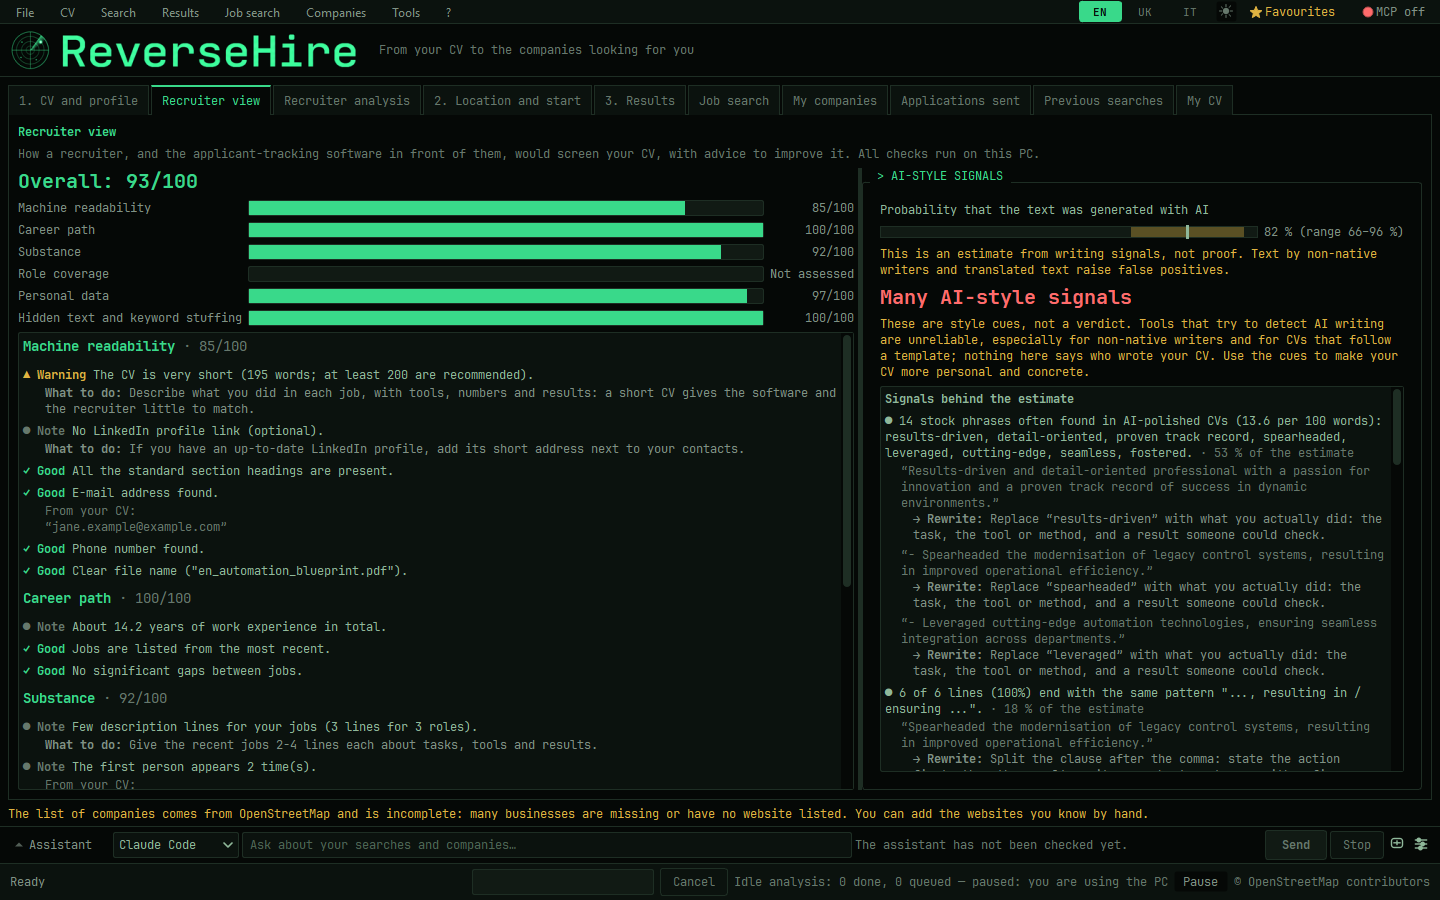 File CV Search Results Job search Companies Tools ?
EN UK IT Favourites MCP off
ReverseHire From your CV to the companies looking for you
1. CV and profile Recruiter view Recruiter analysis 2. Location and start 3. Results Job search My companies Applications sent Previous searches My CV
Recruiter view
How a recruiter, and the applicant-tracking software in front of them, would screen your CV, with advice to improve it. All checks run on this PC.
Overall: 93/100
Machine readability 85/100
Career path 100/100
Substance 92/100
Role coverage Not assessed
Personal data 97/100
Hidden text and keyword stuffing 100/100
Machine readability · 85/100
Warning The CV is very short (195 words; at least 200 are recommended).
What to do: Describe what you did in each job, with tools, numbers and results: a short CV gives the software and
the recruiter little to match.
Note No LinkedIn profile link (optional).
What to do: If you have an up-to-date LinkedIn profile, add its short address next to your contacts.
✓ Good All the standard section headings are present.
✓ Good E-mail address found.
From your CV:
“jane.example@example.com”
✓ Good Phone number found.
✓ Good Clear file name ("en_automation_blueprint.pdf").
Career path · 100/100
Note About 14.2 years of work experience in total.
✓ Good Jobs are listed from the most recent.
✓ Good No significant gaps between jobs.
Substance · 92/100
Note Few description lines for your jobs (3 lines for 3 roles).
What to do: Give the recent jobs 2-4 lines each about tasks, tools and results.
Note The first person appears 2 time(s).
From your CV:
> AI-STYLE SIGNALS
Probability that the text was generated with AI
82 % (range 66–96 %)
This is an estimate from writing signals, not proof. Text by non-native
writers and translated text raise false positives.
Many AI-style signals
These are style cues, not a verdict. Tools that try to detect AI writing
are unreliable, especially for non-native writers and for CVs that follow
a template; nothing here says who wrote your CV. Use the cues to make your
CV more personal and concrete.
Signals behind the estimate
● 14 stock phrases often found in AI-polished CVs (13.6 per 100 words):
results-driven, detail-oriented, proven track record, spearheaded,
leveraged, cutting-edge, seamless, fostered. · 53 % of the estimate
“Results-driven and detail-oriented professional with a passion for
innovation and a proven track record of success in dynamic
environments.”
→ Rewrite: Replace “results-driven” with what you actually did: the
task, the tool or method, and a result someone could check.
“- Spearheaded the modernisation of legacy control systems, resulting
in improved operational efficiency.”
→ Rewrite: Replace “spearheaded” with what you actually did: the
task, the tool or method, and a result someone could check.
“- Leveraged cutting-edge automation technologies, ensuring seamless
integration across departments.”
→ Rewrite: Replace “leveraged” with what you actually did: the
task, the tool or method, and a result someone could check.
● 6 of 6 lines (100%) end with the same pattern "..., resulting in /
ensuring ...". · 18 % of the estimate
“Spearheaded the modernisation of legacy control systems, resulting
in improved operational efficiency.”
→ Rewrite: Split the clause after the comma: state the action
The list of companies comes from OpenStreetMap and is incomplete: many businesses are missing or have no website listed. You can add the websites you know by hand.
Assistant Claude Code Ask about your searches and companies… The assistant has not been checked yet. Send Stop
Ready Cancel Idle analysis: 0 done, 0 queued — paused: you are using the PC Pause © OpenStreetMap contributors